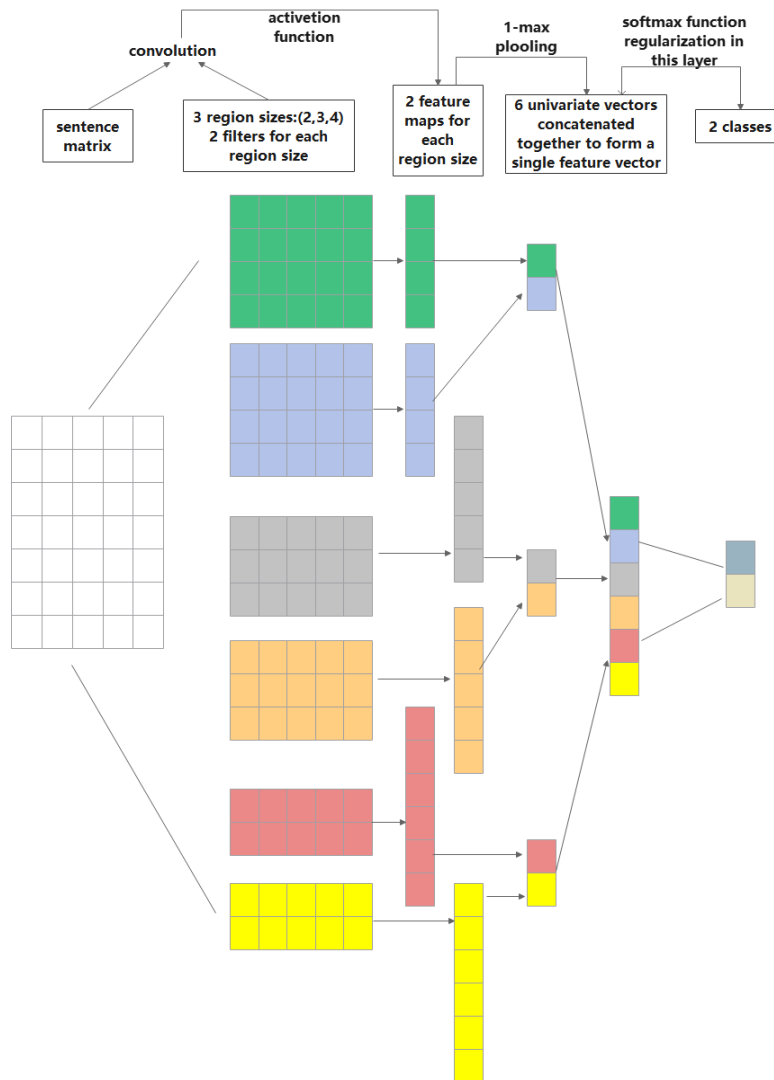 activetion
function
convolution
1-max
plooling
softmax function
regularization in
this layer
sentence
matrix
3 region sizes:(2,3,4)
2 filters for each
region size
2 feature
maps for
each
region size
6 univariate vectors
concatenated
together to form a
single feature vector
2 classes